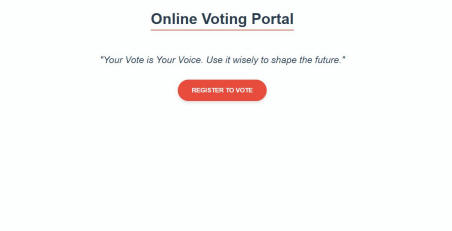 Online Voting Portal
"Your Vote is Your Voice. Use it wisely to shape the future."
REGISTER TO VOTE